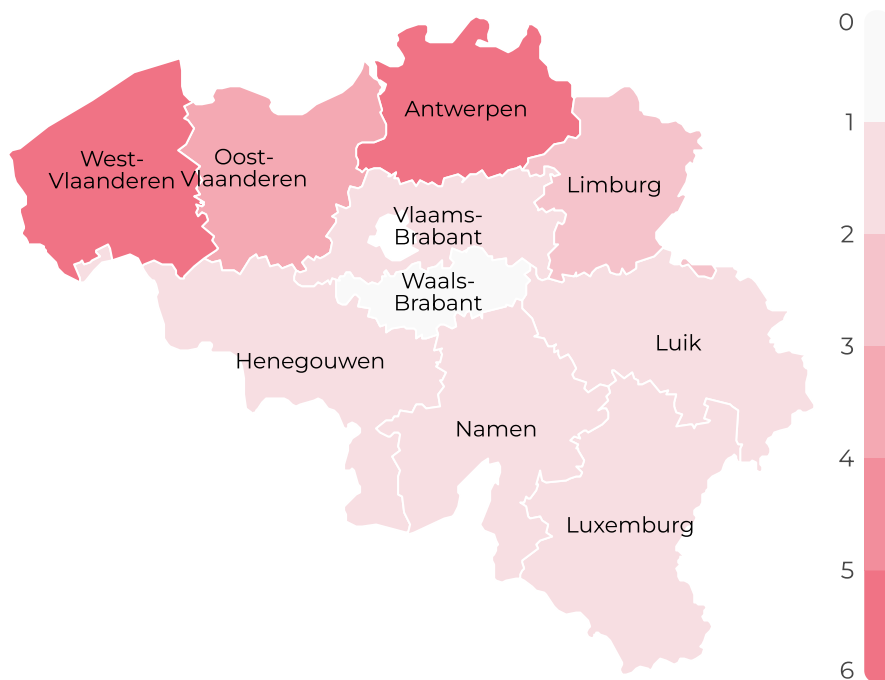 Antwerpen
West-
Vlaanderen
Oost-
Vlaanderen
Limburg
Vlaams-
Brabant
Waals-
Brabant
Henegouwen
Luik
Namen
Luxemburg
0
1
2
3
4
5
6